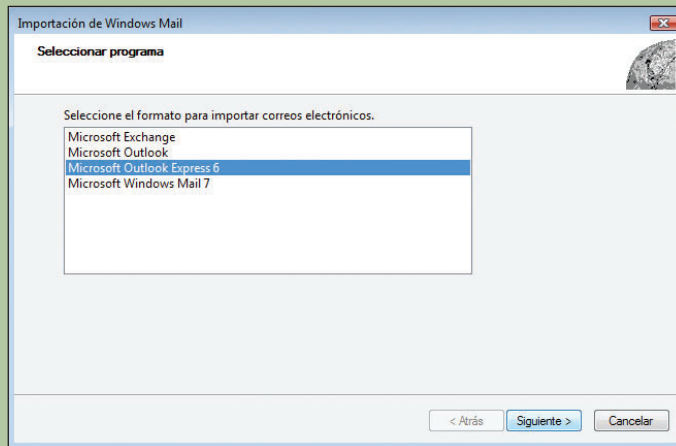 Importación de Windows Mail
Seleccionar programa
Seleccione el formato para importar correos electrónicos.
Microsoft Exchange
Microsoft Outlook
Microsoft Outlook Express 6
Microsoft Windows Mail 7
< Atrás
Siguiente >
Cancelar